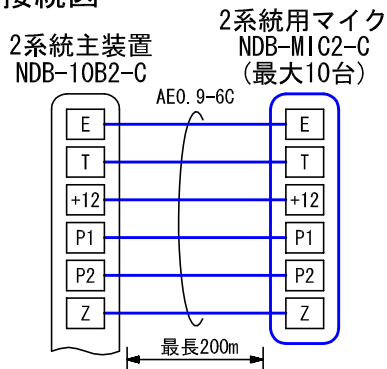 接続図
2系統主装置
NDB-10B2-C
2系統用マイク
NDB-MIC2-C
(最大10台)
AE0.9-6C
E
E
T
T
+12
+12
P1
P1
P2
P2
Z
Z
最長200m